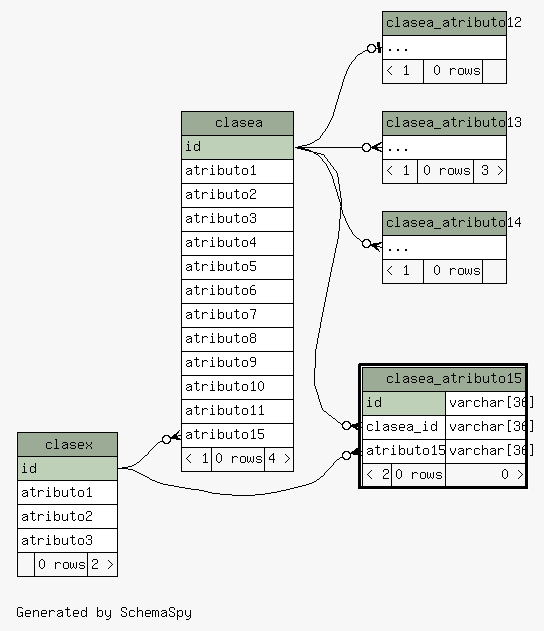 clasea_atributo12
...
< 1 0 rows
clasea
id
atributo1
atributo2
atributo3
atributo4
atributo5
atributo6
atributo7
atributo8
atributo9
atributo10
atributo11
atributo15
< 1 0 rows 4 >
clasea_atributo13
...
< 1 0 rows 3 >
clasea_atributo14
...
< 1 0 rows
clasea_atributo15
id varchar[36]
clasea_id varchar[36]
atributo15 varchar[36]
< 2 0 rows 0 >
clasex
id
atributo1
atributo2
atributo3
0 rows 2 >
Generated by SchemaSpy